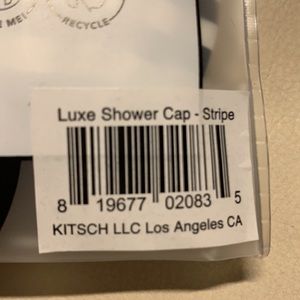 RECYCLE
Luxe Shower Cap - Stripe
8 19677 02083 5
KITSCH LLC Los Angeles CA